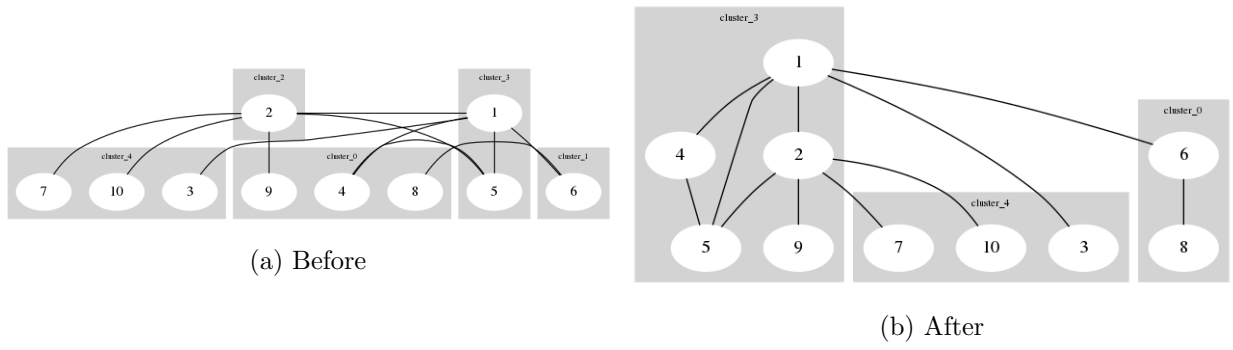 cluster_2
cluster_3
2
1
cluster_4
cluster_0
cluster_1
7
10
3
9
4
8
5
6
(a) Before
cluster_3
1
cluster_0
4
2
6
cluster_4
5
9
7
10
3
8
(b) After